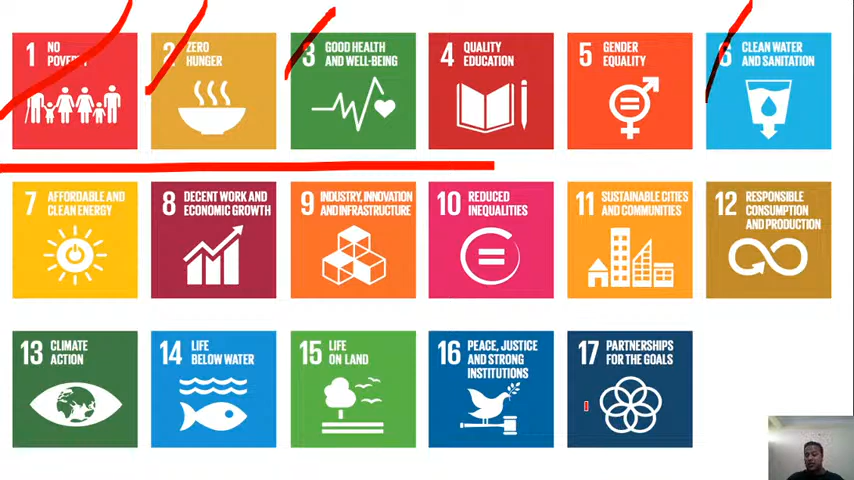 1 NO
POVERTY
2 ZERO
HUNGER
3 GOOD HEALTH
AND WELL-BEING
4 QUALITY
EDUCATION
5 GENDER
EQUALITY
6 CLEAN WATER
AND SANITATION
7 AFFORDABLE AND
CLEAN ENERGY
8 DECENT WORK AND
ECONOMIC GROWTH
9 INDUSTRY, INNOVATION
AND INFRASTRUCTURE
10 REDUCED
INEQUALITIES
11 SUSTAINABLE CITIES
AND COMMUNITIES
12 RESPONSIBLE
CONSUMPTION
AND PRODUCTION
13 CLIMATE
ACTION
14 LIFE
BELOW WATER
15 LIFE
ON LAND
16 PEACE, JUSTICE
AND STRONG
INSTITUTIONS
17 PARTNERSHIPS
FOR THE GOALS